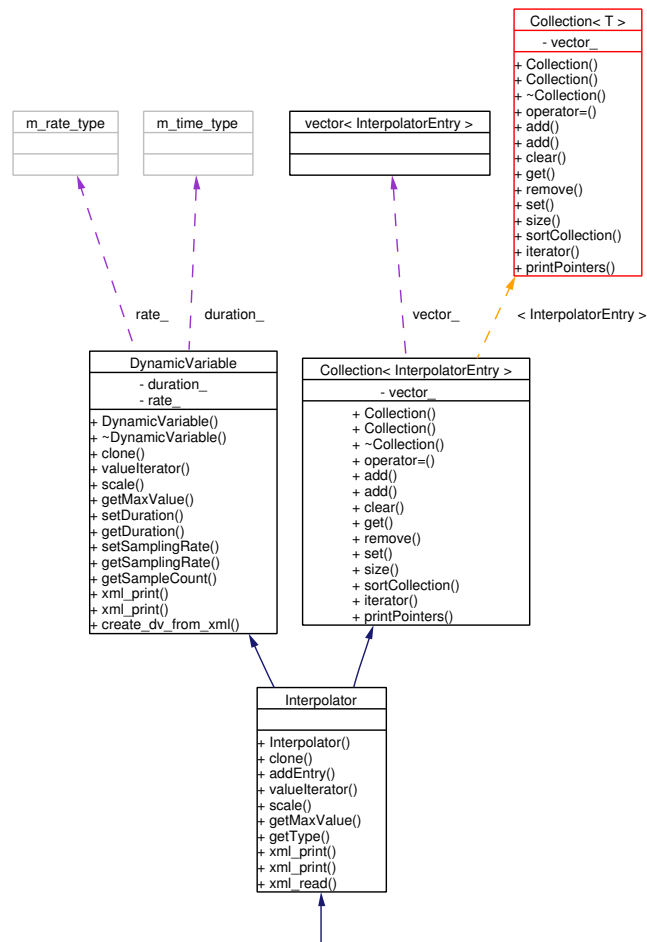 Collection< T >
- vector_
+ Collection()
+ Collection()
+ ~Collection()
+ operator=()
+ add()
+ add()
+ clear()
+ get()
+ remove()
+ set()
+ size()
+ sortCollection()
+ iterator()
+ printPointers()
m_rate_type
m_time_type
vector< InterpolatorEntry >
rate_
duration_
vector_
< InterpolatorEntry >
DynamicVariable
- duration_
- rate_
+ DynamicVariable()
+ ~DynamicVariable()
+ clone()
+ valueIterator()
+ scale()
+ getMaxValue()
+ setDuration()
+ getDuration()
+ setSamplingRate()
+ getSamplingRate()
+ getSampleCount()
+ xml_print()
+ xml_print()
+ create_dv_from_xml()
Collection< InterpolatorEntry >
- vector_
+ Collection()
+ Collection()
+ ~Collection()
+ operator=()
+ add()
+ add()
+ clear()
+ get()
+ remove()
+ set()
+ size()
+ sortCollection()
+ iterator()
+ printPointers()
Interpolator
+ Interpolator()
+ clone()
+ addEntry()
+ valueIterator()
+ scale()
+ getMaxValue()
+ getType()
+ xml_print()
+ xml_print()
+ xml_read()